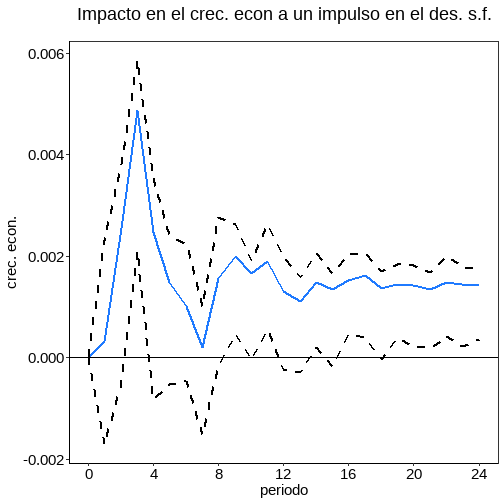 Impacto en el crec. econ a un impulso en el des. s.f.
0.006
0.004
0.002
0.000
-0.002
crec. econ.
0 4 8 12 16 20 24
periodo